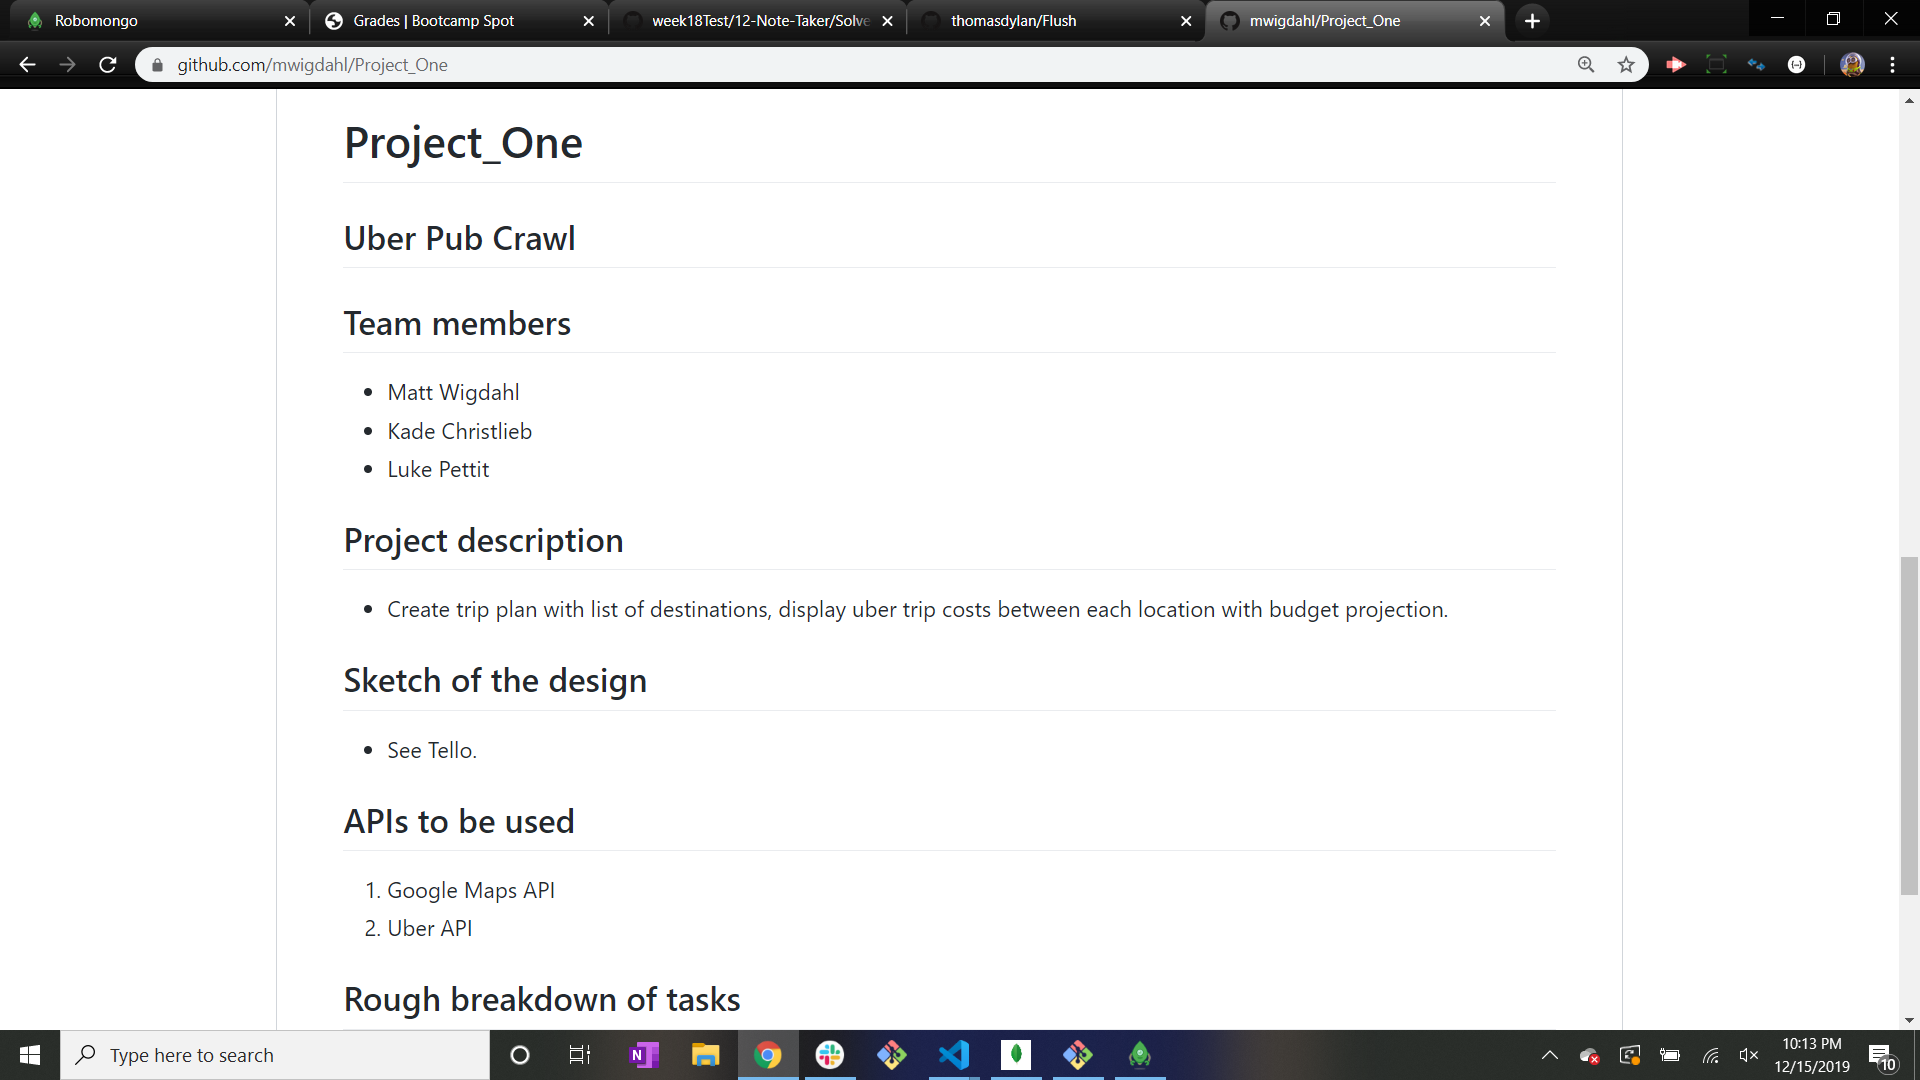 Robomongo
Grades | Bootcamp Spot
week18Test/12-Note-Taker/Solve
thomasdylan/Flush
mwigdahl/Project_One
github.com/mwigdahl/Project_One
Project_One
Uber Pub Crawl
Team members
Matt Wigdahl
Kade Christlieb
Luke Pettit
Project description
Create trip plan with list of destinations, display uber trip costs between each location with budget projection.
Sketch of the design
See Tello.
APIs to be used
1. Google Maps API
2. Uber API
Rough breakdown of tasks
Type here to search
N
10:13 PM
12/15/2019
10